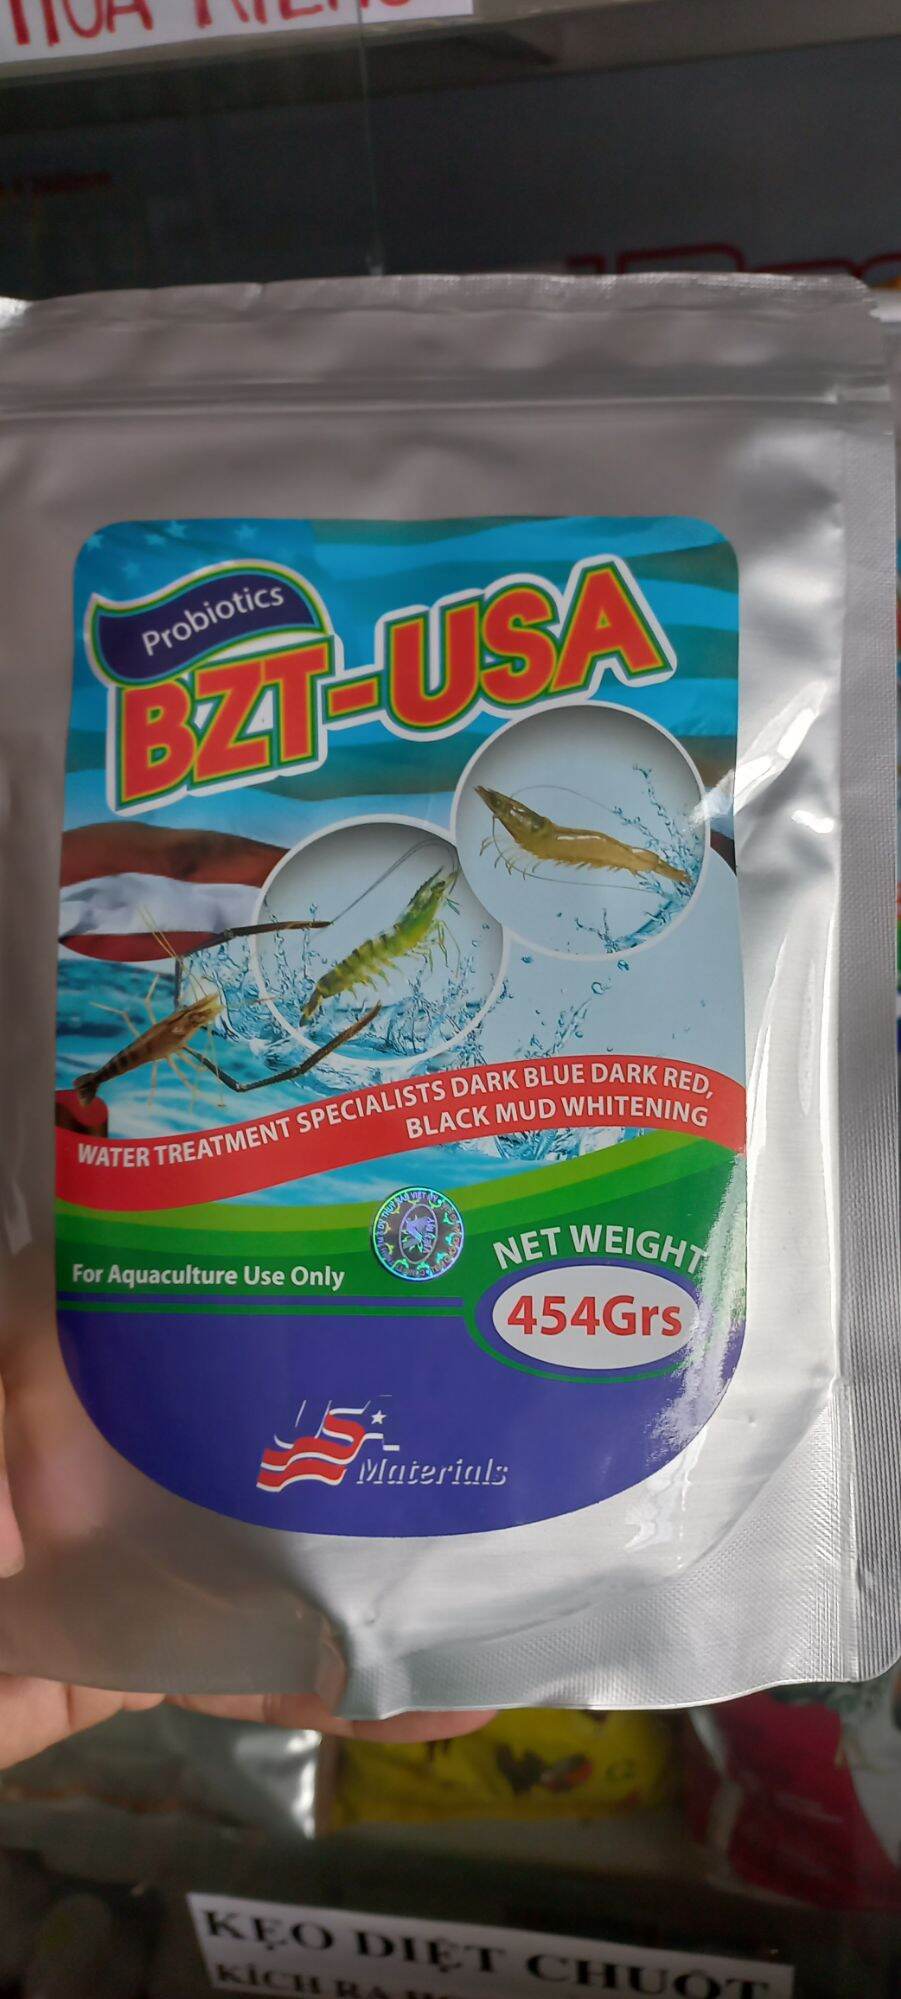 Probiotics
BZT-USA
WATER TREATMENT SPECIALISTS DARK BLUE DARK RED,
BLACK MUD WHITENING
For Aquaculture Use Only
NET WEIGHT
454Grs
USA
Materials
KẸO DIỆT CHUỘT